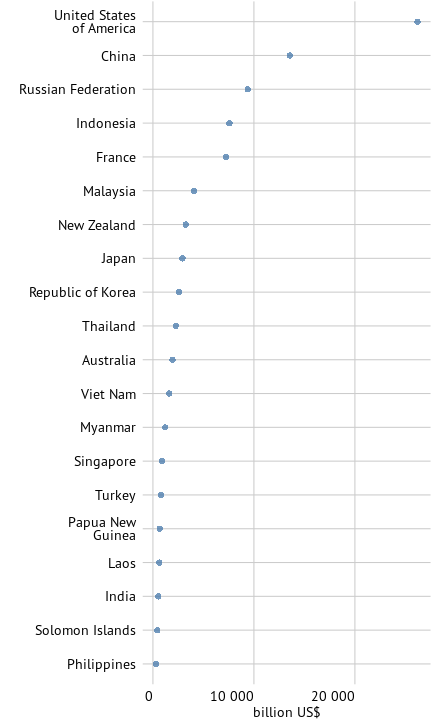 United States
of America
China
Russian Federation
Indonesia
France
Malaysia
New Zealand
Japan
Republic of Korea
Thailand
Australia
Viet Nam
Myanmar
Singapore
Turkey
Papua New
Guinea
Laos
India
Solomon Islands
Philippines
0 10 000 20 000
billion US$